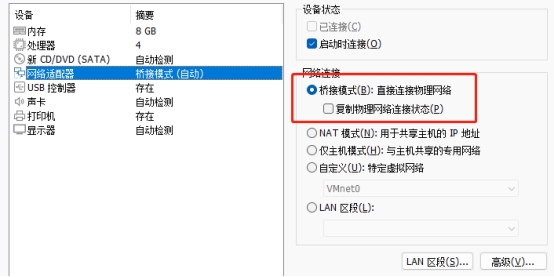 设备 摘要
内存 8 GB
处理器 4
新 CD/DVD (SATA) 自动检测
网络适配器 桥接模式 (自动)
USB 控制器 存在
声卡 自动检测
打印机 存在
显示器 自动检测
设备状态
已连接(C)
启动时连接(O)
网络连接
桥接模式(B): 直接连接物理网络
复制物理网络连接状态(P)
NAT 模式(N): 用于共享主机的 IP 地址
仅主机模式(H): 与主机共享的专用网络
自定义(U): 特定虚拟网络
VMnet0
LAN 区段(L):
LAN 区段(S)... 高级(V)...